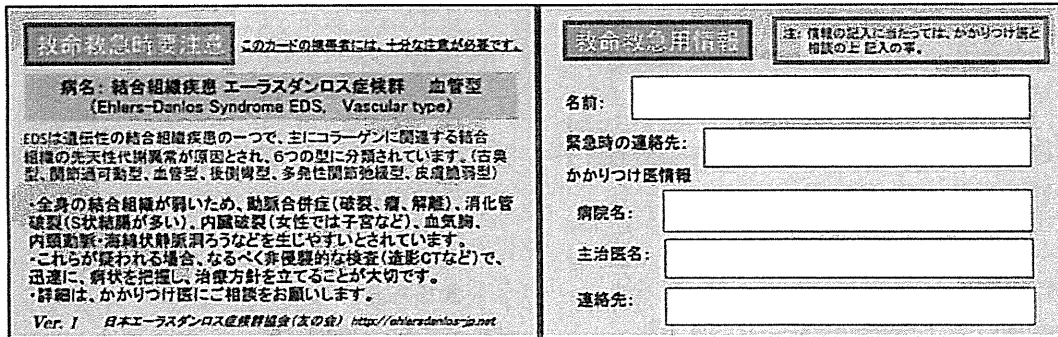 救命救急時要注意
このカードの携帯者には、十分な注意が必要です。
病名: 結合組織疾患 エーラスダンロス症候群 血管型
(Ehlers-Danlos Syndrome EDS, Vascular type)
EDSは遺伝性の結合組織疾患の一つで、主にコラーゲンに関連する結合
組織の先天性代謝異常が原因とされ、6つの型に分類されています。(古典
型、関節過可動型、血管型、後側彎型、多発性関節弛緩型、皮膚脆弱型)
・全身の結合組織が弱いため、動脈合併症(破裂、瘤、解離)、消化管
破裂(S状結腸が多い)、内臓破裂(女性では子宮など)、血気胸、
内頸動脈・海綿状静脈洞ろうなどを生じやすいとされています。
・これらが疑われる場合、なるべく非侵襲的な検査(造影CTなど)で、
迅速に、病状を把握し、治療方針を立てることが大切です。
・詳細は、かかりつけ医にご相談をお願いします。
Ver. 1 日本エーラスダンロス症候群協会(友の会) http://ehlersdanlos-jp.net
救命救急用情報
注: 情報の記入に当たっては、かかりつけ医と
相談の上 記入の事。
名前:
緊急時の連絡先:
かかりつけ医情報
病院名:
主治医名:
連絡先: